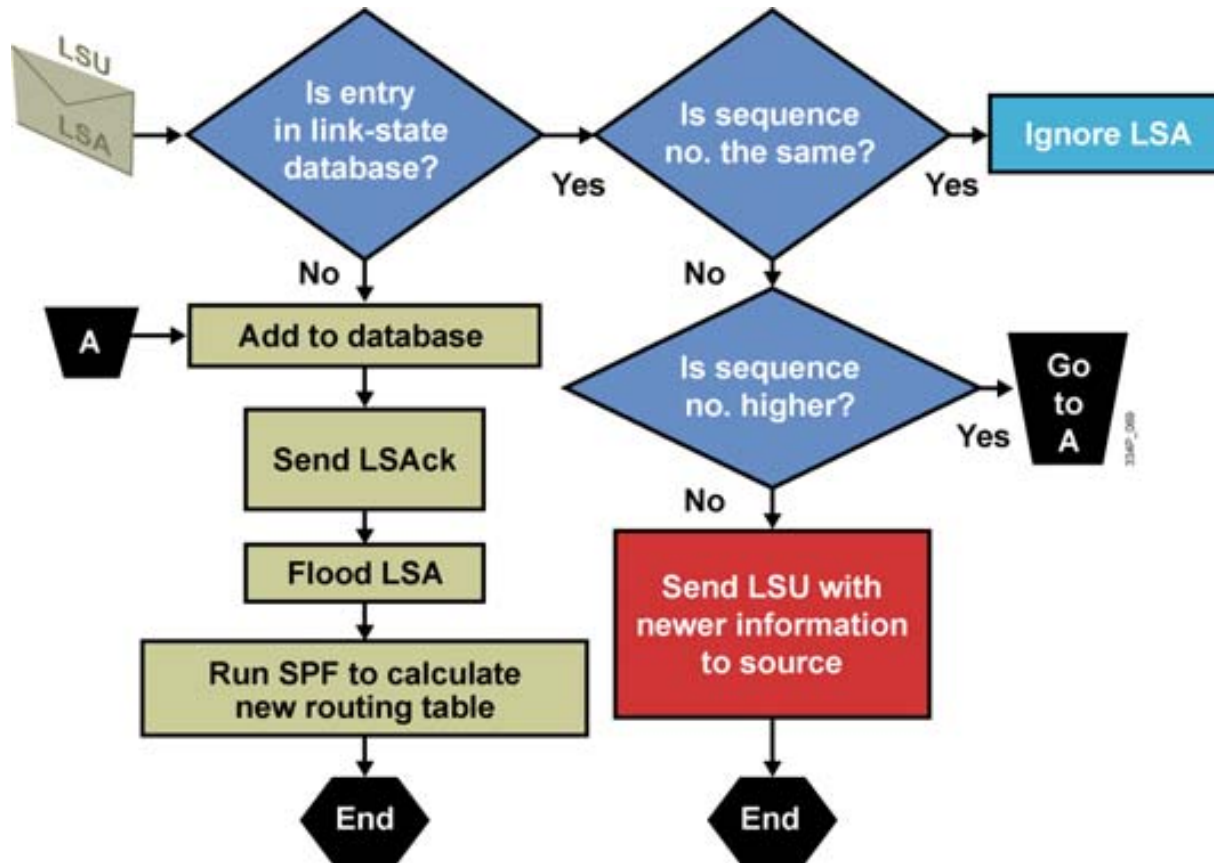 LSU
LSA
Is entry
in link-state
database?
Yes
Is sequence
no. the same?
Yes
Ignore LSA
No
No
A
Add to database
Is sequence
no. higher?
Yes
Go
to
A
Send LSAck
No
Flood LSA
Send LSU with
newer information
to source
Run SPF to calculate
new routing table
End
End